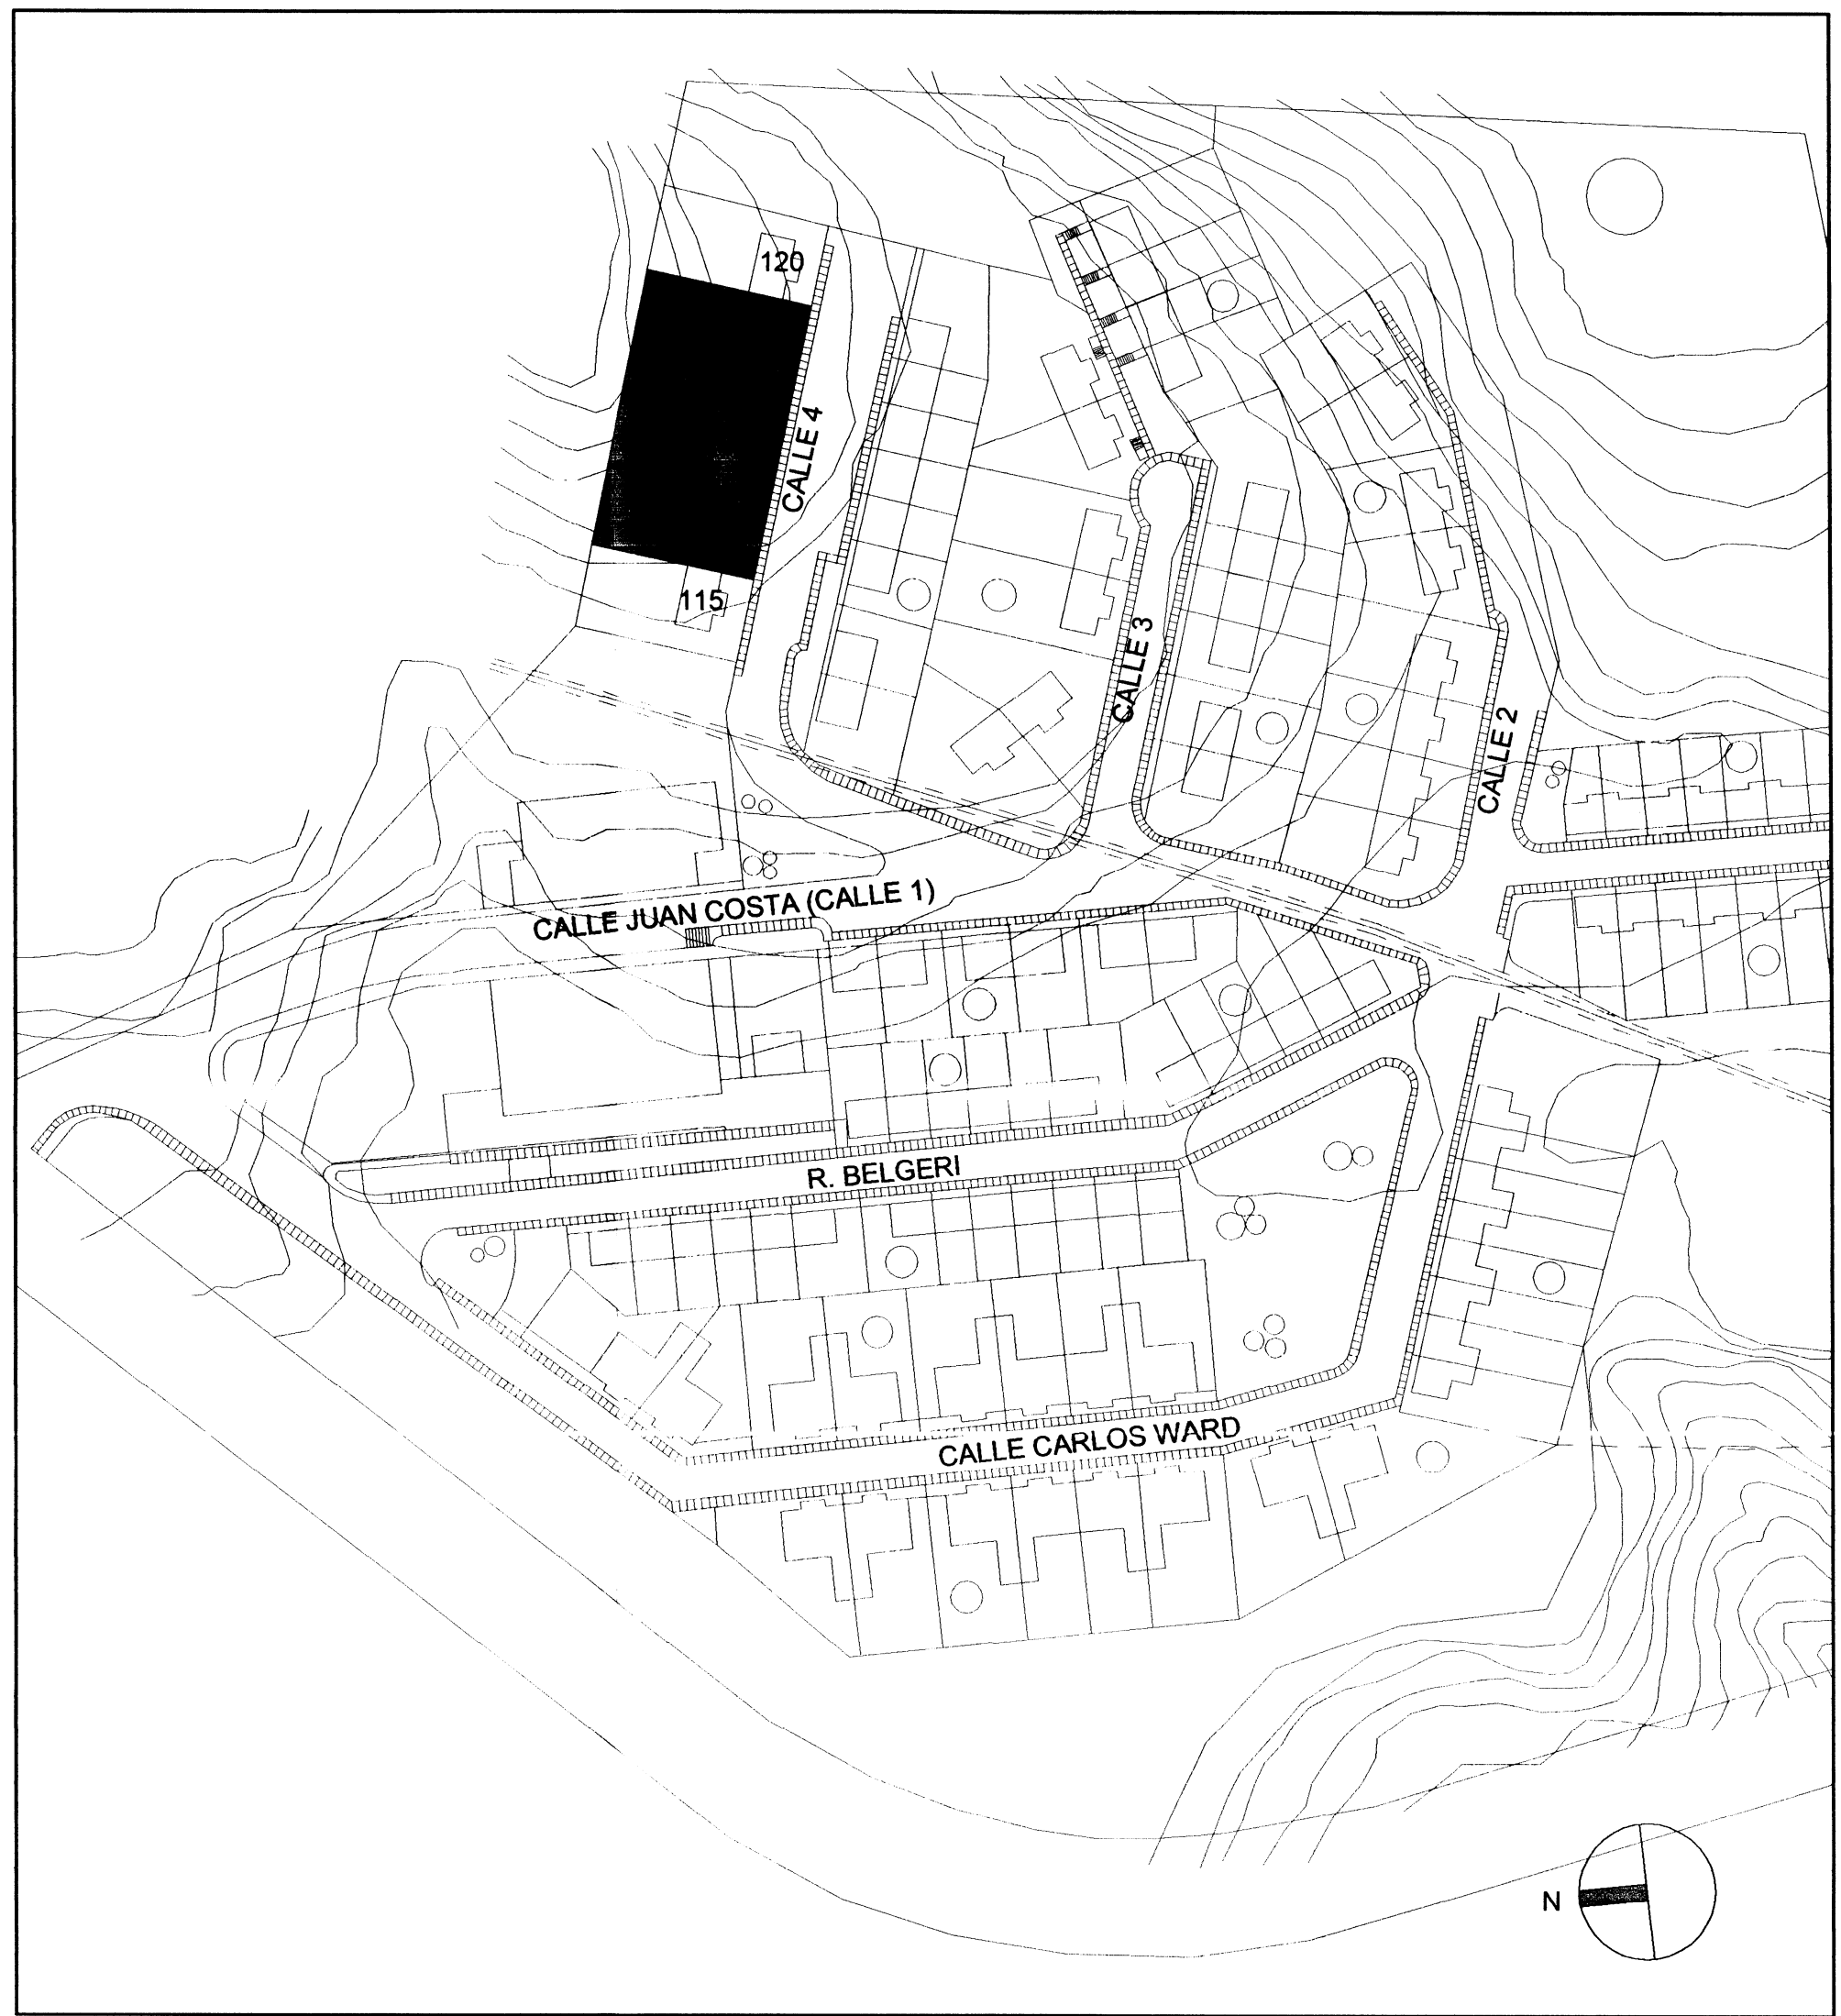 120
CALLE 4
115
CALLE 3
CALLE 2
CALLE JUAN COSTA (CALLE 1)
R. BELGERI
CALLE CARLOS WARD
N